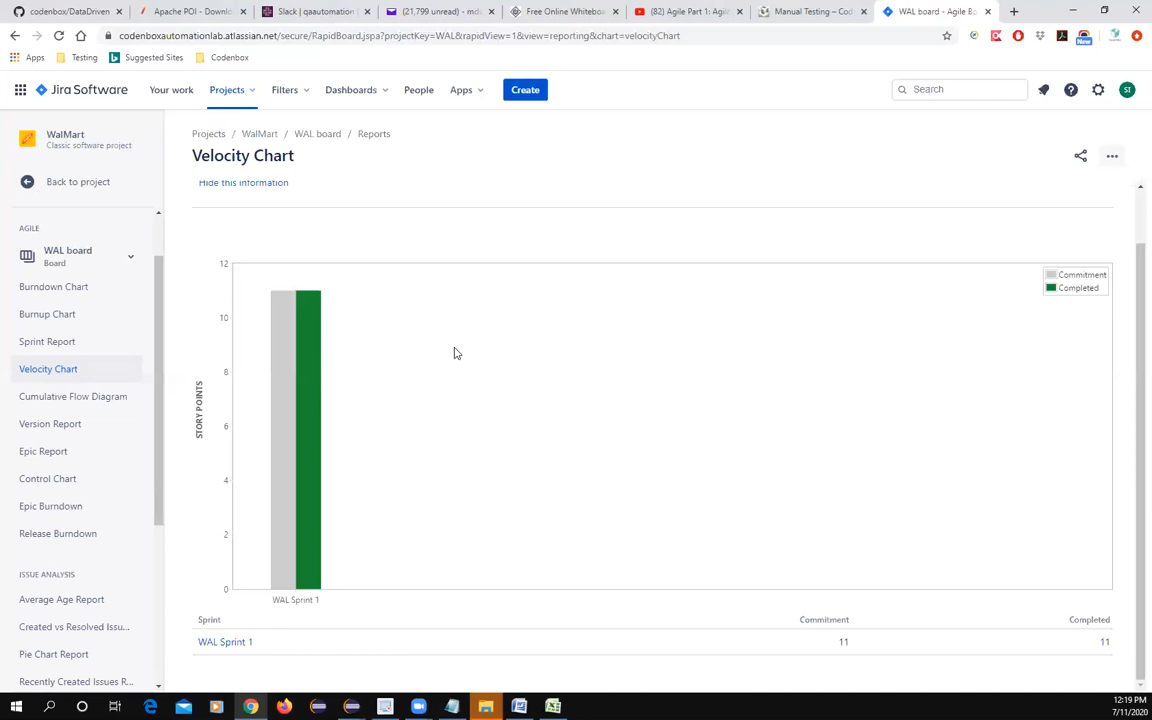 codenbox/DataDriven
Apache POI - Downlo
Slack | qaautomation |
(21,799 unread) - mdi
Free Online Whiteboa
(82) Agile Part 1: Agil
Manual Testing – Cod
WAL board - Agile Bo
codenboxautomationlab.atlassian.net/secure/RapidBoard.jspa?projectKey=WAL&rapidView=1&view=reporting&chart=velocityChart
Apps
Testing
Suggested Sites
Codenbox
Jira Software
Your work
Projects
Filters
Dashboards
People
Apps
Create
Search
SI
WalMart
Classic software project
Back to project
AGILE
WAL board
Board
Burndown Chart
Burnup Chart
Sprint Report
Velocity Chart
Cumulative Flow Diagram
Version Report
Epic Report
Control Chart
Epic Burndown
Release Burndown
ISSUE ANALYSIS
Average Age Report
Created vs Resolved Issu...
Pie Chart Report
Recently Created Issues R...
Projects / WalMart / WAL board / Reports
Velocity Chart
Hide this information
12
10
8
6
4
2
0
STORY POINTS
Commitment
Completed
WAL Sprint 1
Sprint Commitment Completed
WAL Sprint 1 11 11
12:19 PM
7/11/2020